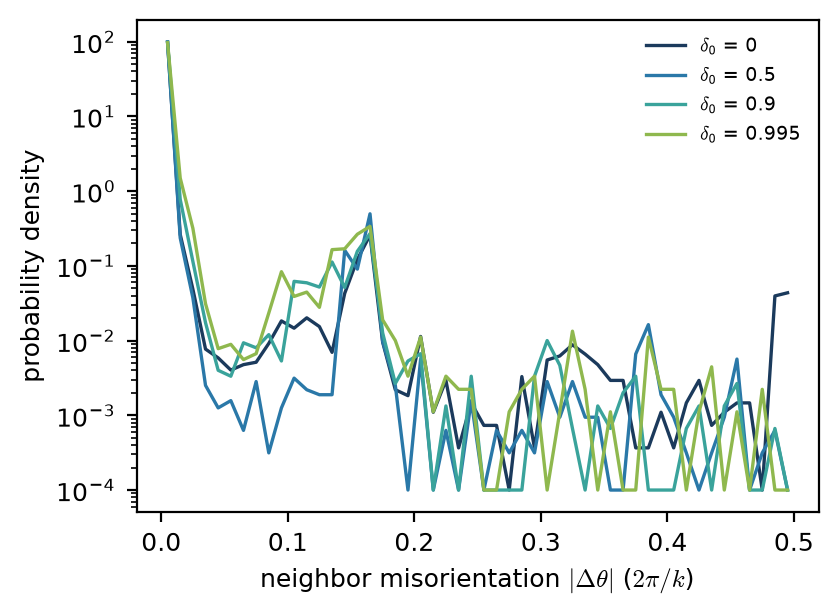 probability density
10²
10¹
10⁰
10⁻¹
10⁻²
10⁻³
10⁻⁴
δ₀ = 0
δ₀ = 0.5
δ₀ = 0.9
δ₀ = 0.995
0.0 0.1 0.2 0.3 0.4 0.5
neighbor misorientation |Δθ| (2π/k)